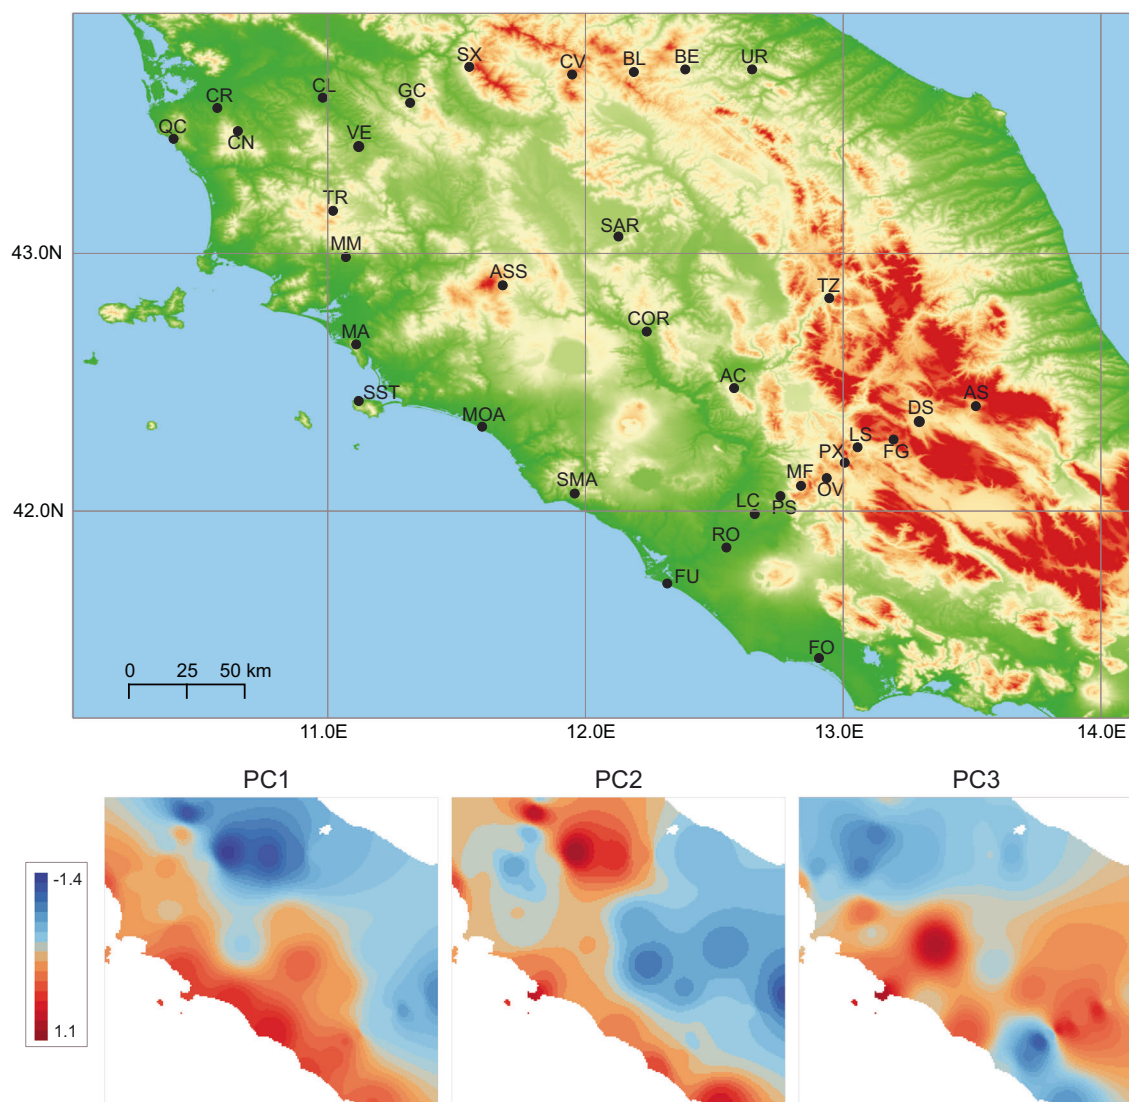 SX
CV
BL
BE
UR
CR
CL
GC
QC
CN
VE
TR
SAR
MM
43.0N
ASS
TZ
COR
MA
AC
SST
AS
MOA
DS
LS
FG
PX
SMA
MF
OV
LC
PS
42.0N
RO
FU
FO
0 25 50 km
11.0E 12.0E 13.0E 14.0E
PC1 PC2 PC3
-1.4
1.1